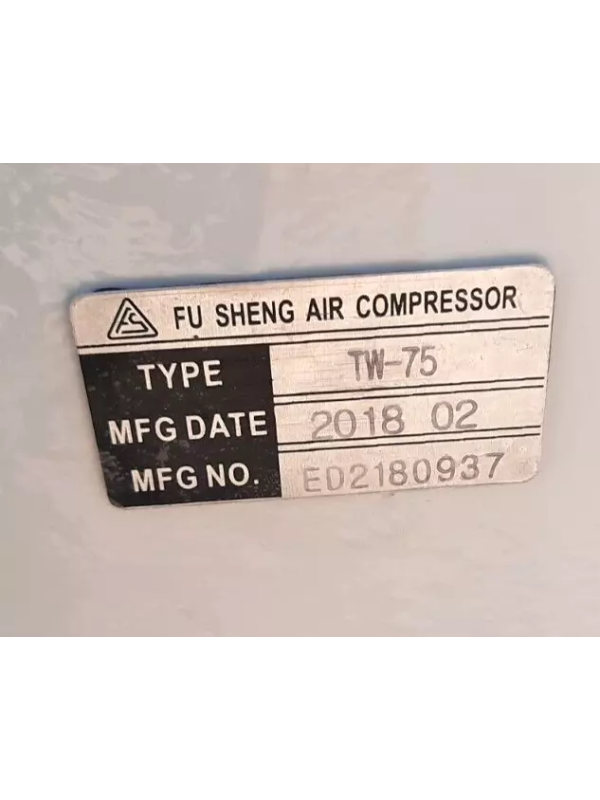 FS FU SHENG AIR COMPRESSOR
TYPE TW-75
MFG DATE 2018 02
MFG NO. ED2180937